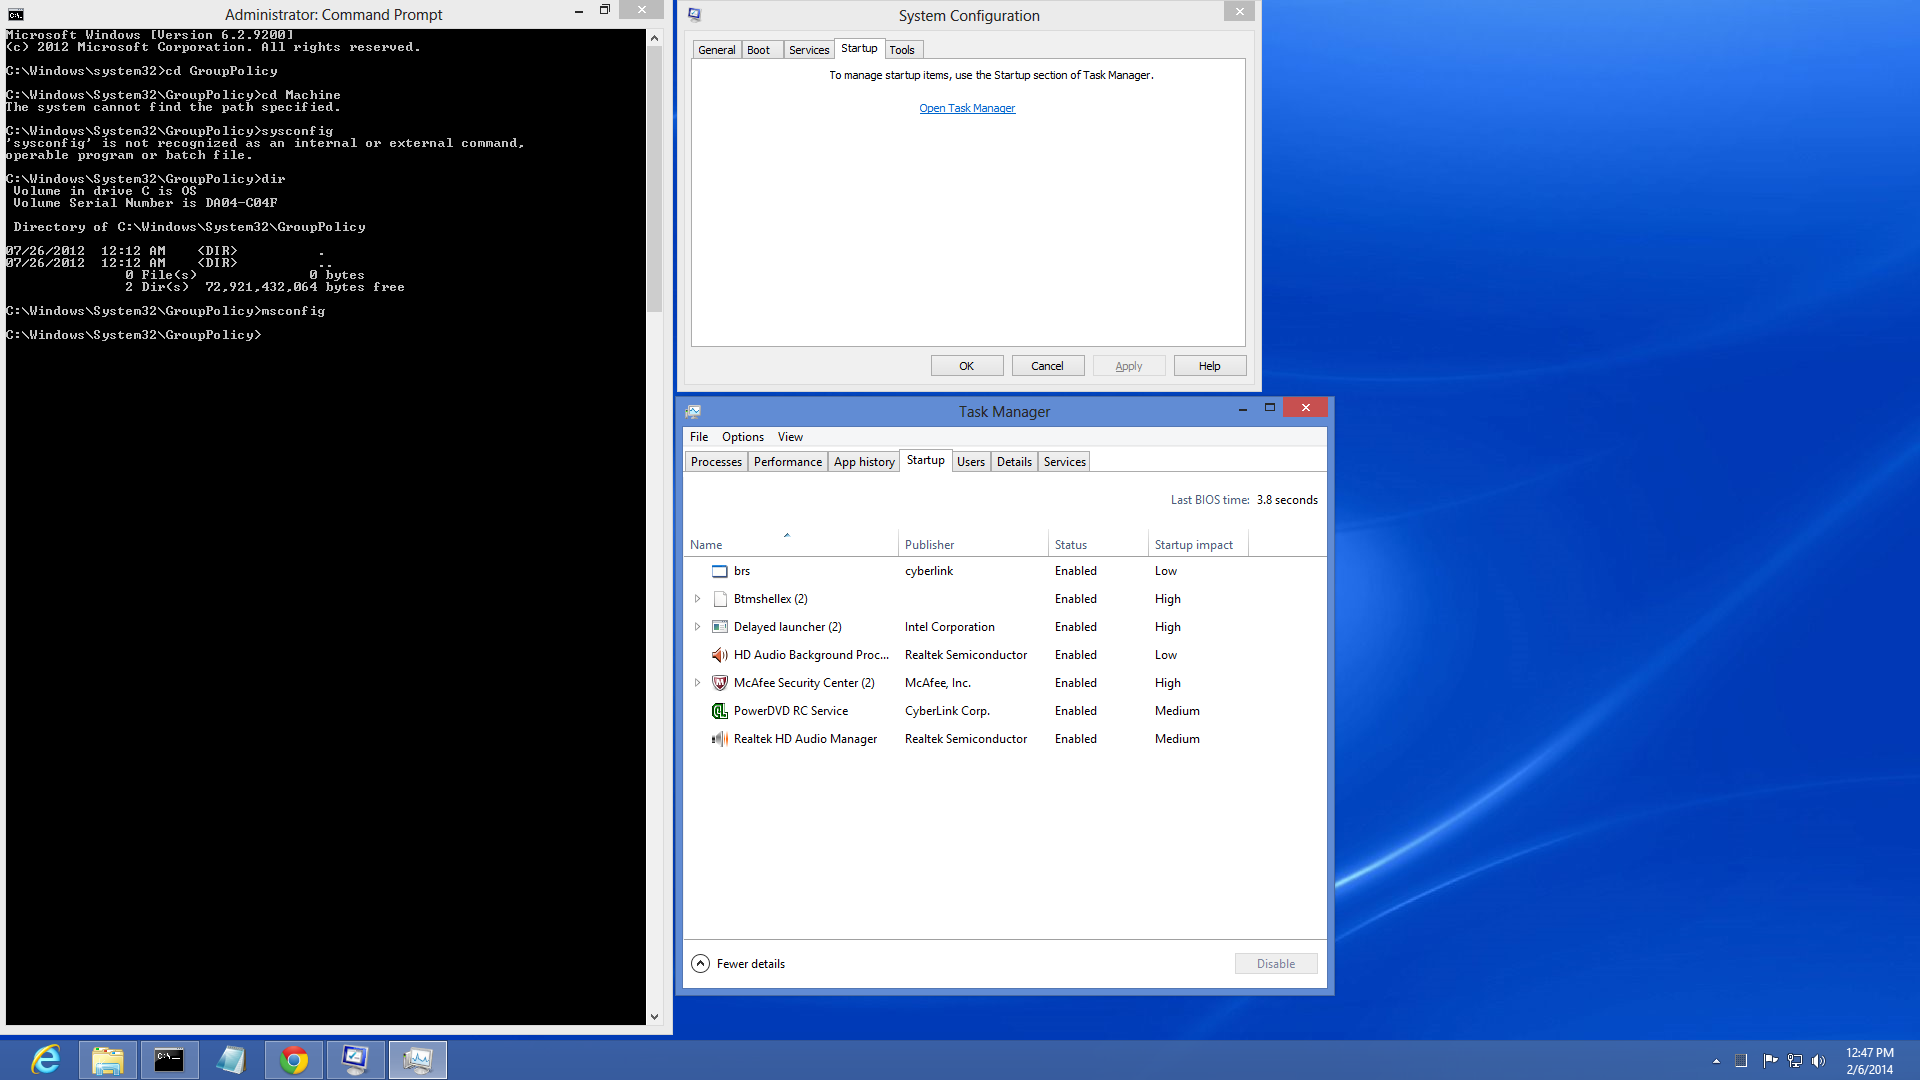 Administrator: Command Prompt
Microsoft Windows [Version 6.2.9200]
(c) 2012 Microsoft Corporation. All rights reserved.
C:\Windows\system32>cd GroupPolicy
C:\Windows\System32\GroupPolicy>cd Machine
The system cannot find the path specified.
C:\Windows\System32\GroupPolicy>sysconfig
'sysconfig' is not recognized as an internal or external command,
operable program or batch file.
C:\Windows\System32\GroupPolicy>dir
Volume in drive C is OS
Volume Serial Number is DA04-C04F
Directory of C:\Windows\System32\GroupPolicy
07/26/2012  12:12 AM    <DIR>          .
07/26/2012  12:12 AM    <DIR>          ..
0 File(s)              0 bytes
2 Dir(s)  72,921,432,064 bytes free
C:\Windows\System32\GroupPolicy>msconfig
C:\Windows\System32\GroupPolicy>
System Configuration
General Boot Services Startup Tools
To manage startup items, use the Startup section of Task Manager.
Open Task Manager
OK Cancel Apply Help
Task Manager
File Options View
Processes Performance App history Startup Users Details Services
Last BIOS time: 3.8 seconds
Name Publisher Status Startup impact
brs cyberlink Enabled Low
Btmshellex (2) Enabled High
Delayed launcher (2) Intel Corporation Enabled High
HD Audio Background Proc... Realtek Semiconductor Enabled Low
McAfee Security Center (2) McAfee, Inc. Enabled High
PowerDVD RC Service CyberLink Corp. Enabled Medium
Realtek HD Audio Manager Realtek Semiconductor Enabled Medium
Fewer details Disable
12:47 PM
2/6/2014